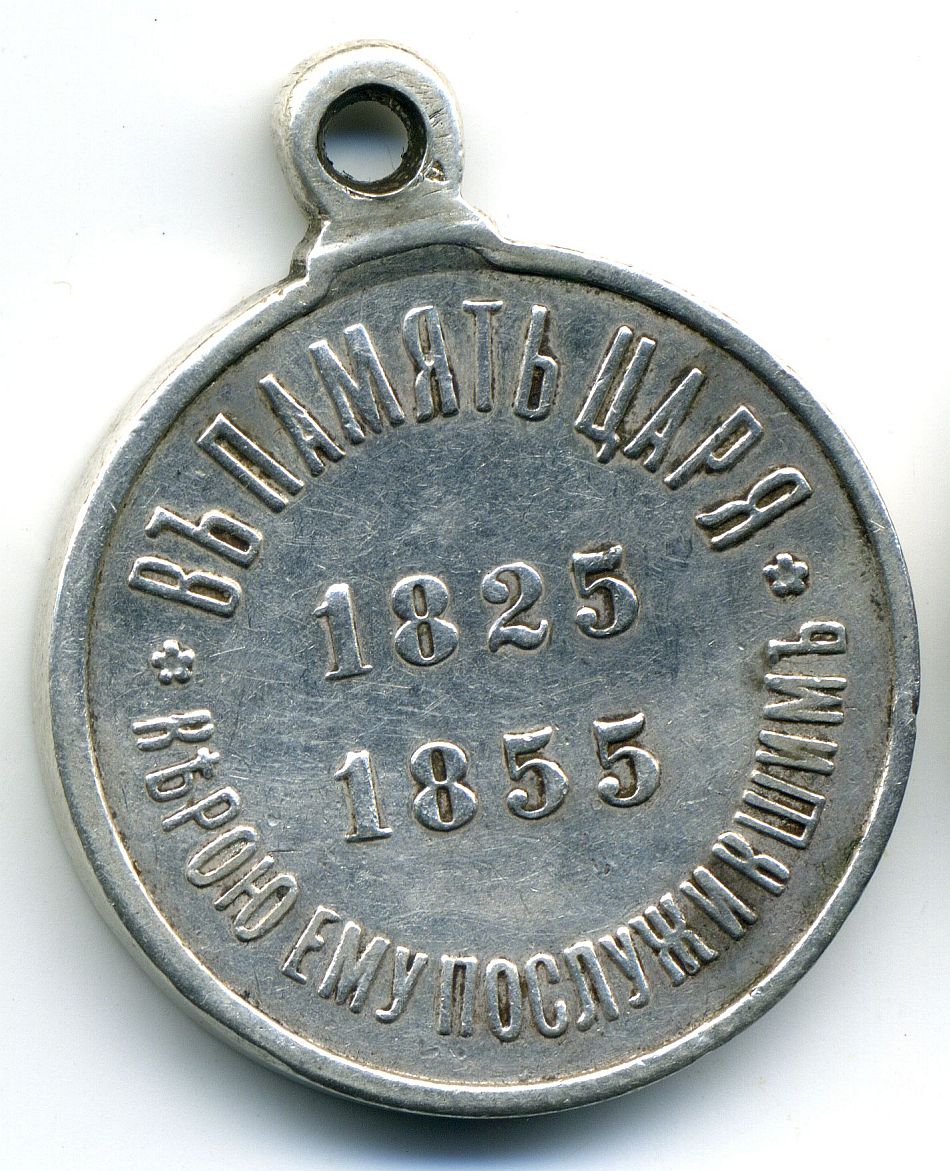 ВЪ ПАМЯТЬ ЦАРЯ
1825
1855
ВѢРОЮ ЕМУ ПОСЛУЖИВШИМЪ